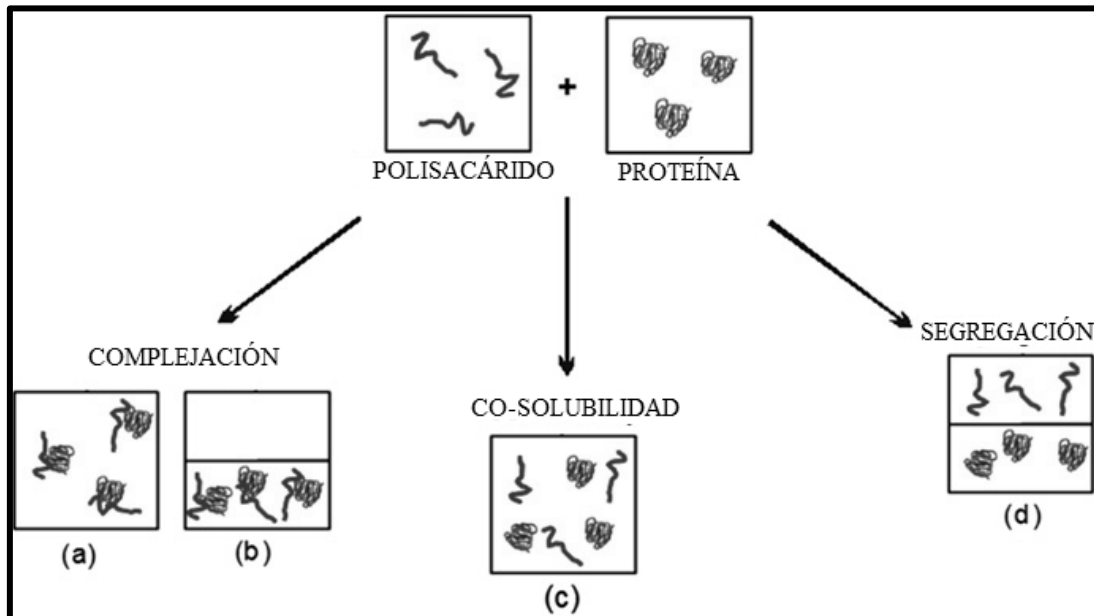 +
POLISACÁRIDO
PROTEÍNA
COMPLEJACIÓN
SEGREGACIÓN
CO-SOLUBILIDAD
(a)
(b)
(c)
(d)